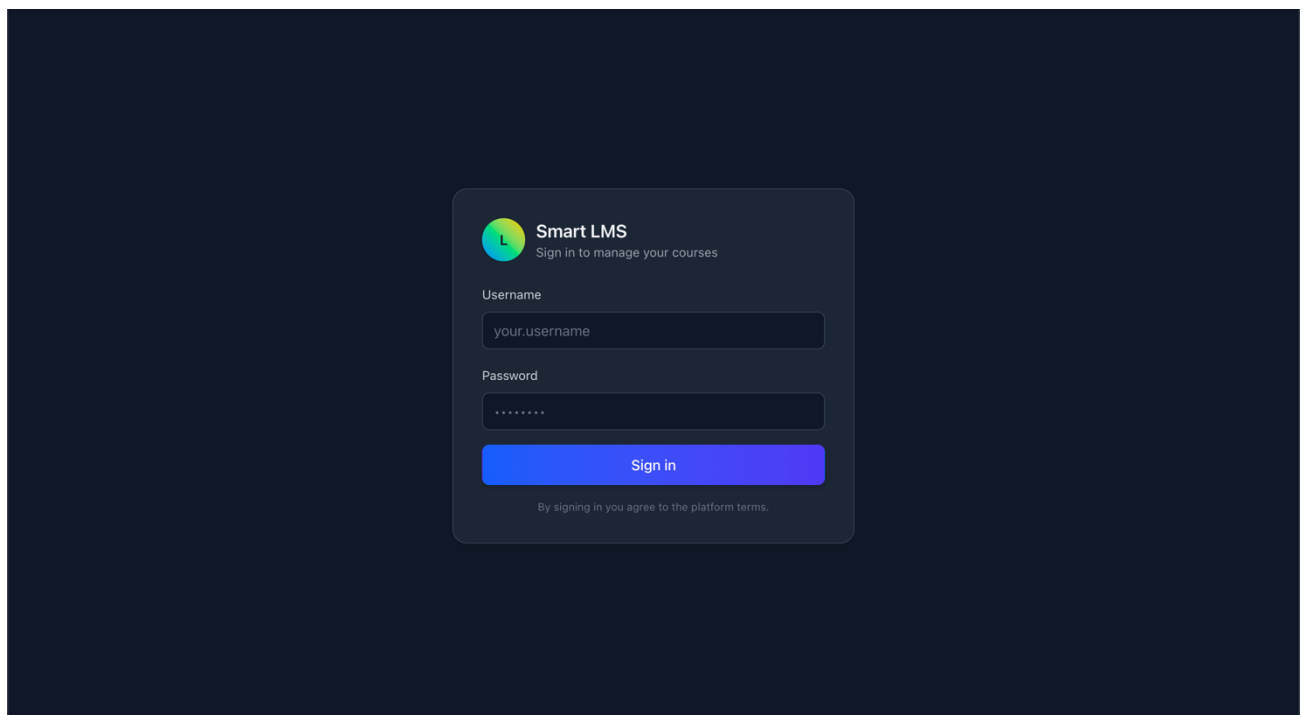 L
Smart LMS
Sign in to manage your courses
Username
your.username
Password
••••••••
Sign in
By signing in you agree to the platform terms.